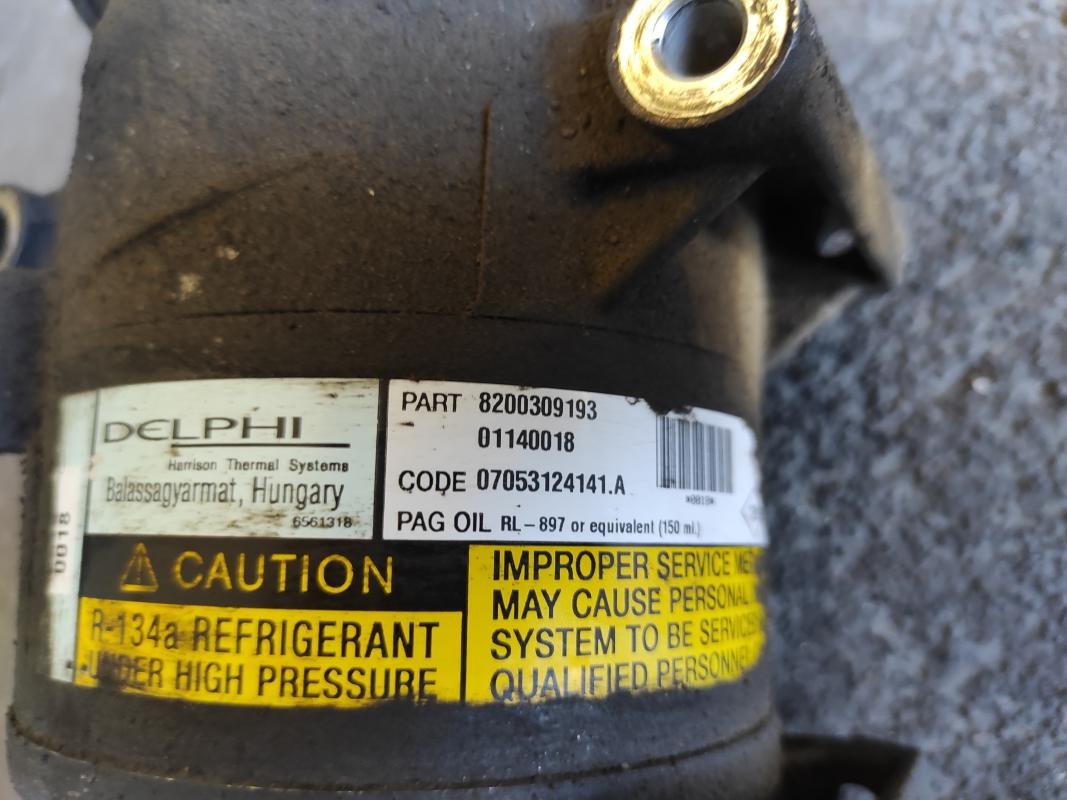 DELPHI
Harrison Thermal Systems
Balassagyarmat, Hungary
6561318
0018
PART 8200309193
01140018
CODE 07053124141.A
PAG OIL RL-897 or equivalent (150 ml.)
*0018*
CAUTION
R-134a REFRIGERANT
UNDER HIGH PRESSURE
IMPROPER SERVICE
MAY CAUSE PERSONAL
SYSTEM TO BE
QUALIFIED PERSONNEL